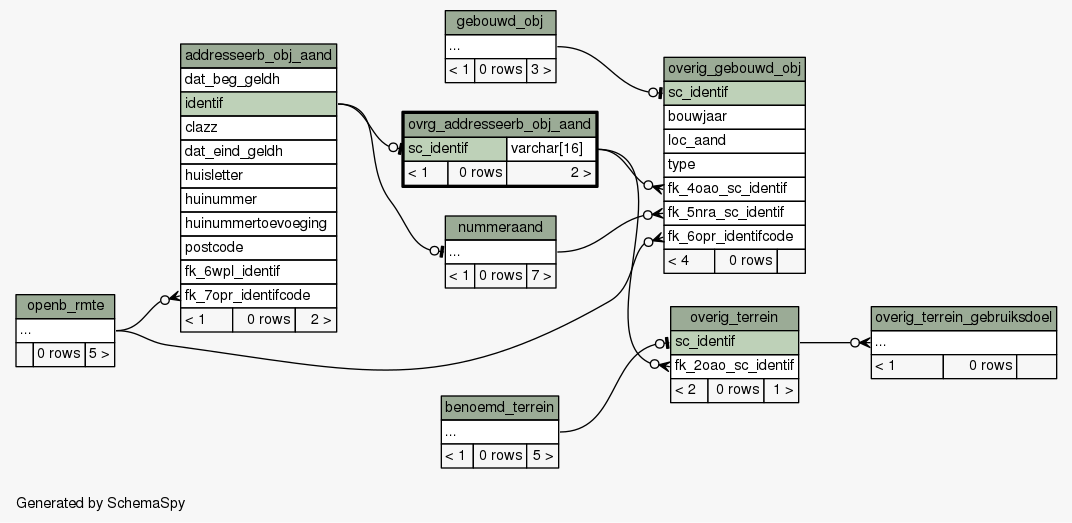 gebouwd_obj
...
< 1 0 rows 3 >
addresseerb_obj_aand
dat_beg_geldh
identif
clazz
dat_eind_geldh
huisletter
huinummer
huinummertoevoeging
postcode
fk_6wpl_identif
fk_7opr_identifcode
< 1 0 rows 2 >
overig_gebouwd_obj
sc_identif
bouwjaar
loc_aand
type
fk_4oao_sc_identif
fk_5nra_sc_identif
fk_6opr_identifcode
< 4 0 rows
ovrg_addresseerb_obj_aand
sc_identif varchar[16]
< 1 0 rows 2 >
nummeraand
...
< 1 0 rows 7 >
openb_rmte
...
0 rows 5 >
overig_terrein
sc_identif
fk_2oao_sc_identif
< 2 0 rows 1 >
overig_terrein_gebruiksdoel
...
< 1 0 rows
benoemd_terrein
...
< 1 0 rows 5 >
Generated by SchemaSpy